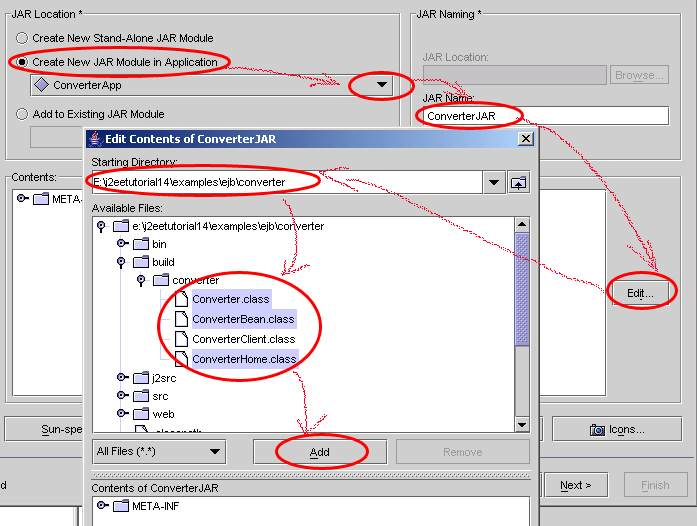 JAR Location *
Create New Stand-Alone JAR Module
Create New JAR Module in Application
ConverterApp
Add to Existing JAR Module
JAR Naming *
JAR Location:
Browse...
JAR Name:
ConverterJAR
Contents:
META-
Edit...
Edit Contents of ConverterJAR
Starting Directory:
E:\j2eetutorial14\examples\ejb\converter
Available Files:
e:\j2eetutorial14\examples\ejb\converter
bin
build
converter
Converter.class
ConverterBean.class
ConverterClient.class
ConverterHome.class
j2src
src
web
All Files (*.*)
Add
Remove
Contents of ConverterJAR
META-INF
Sun-spe
Icons...
d
Next >
Finish